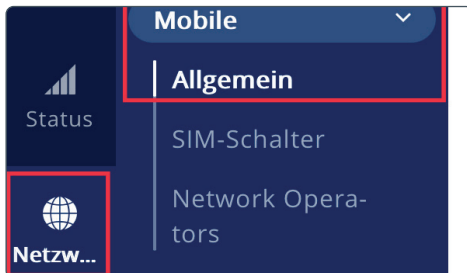 Mobile
Allgemein
Status
SIM-Schalter
Network Opera-
tors
Netzw...